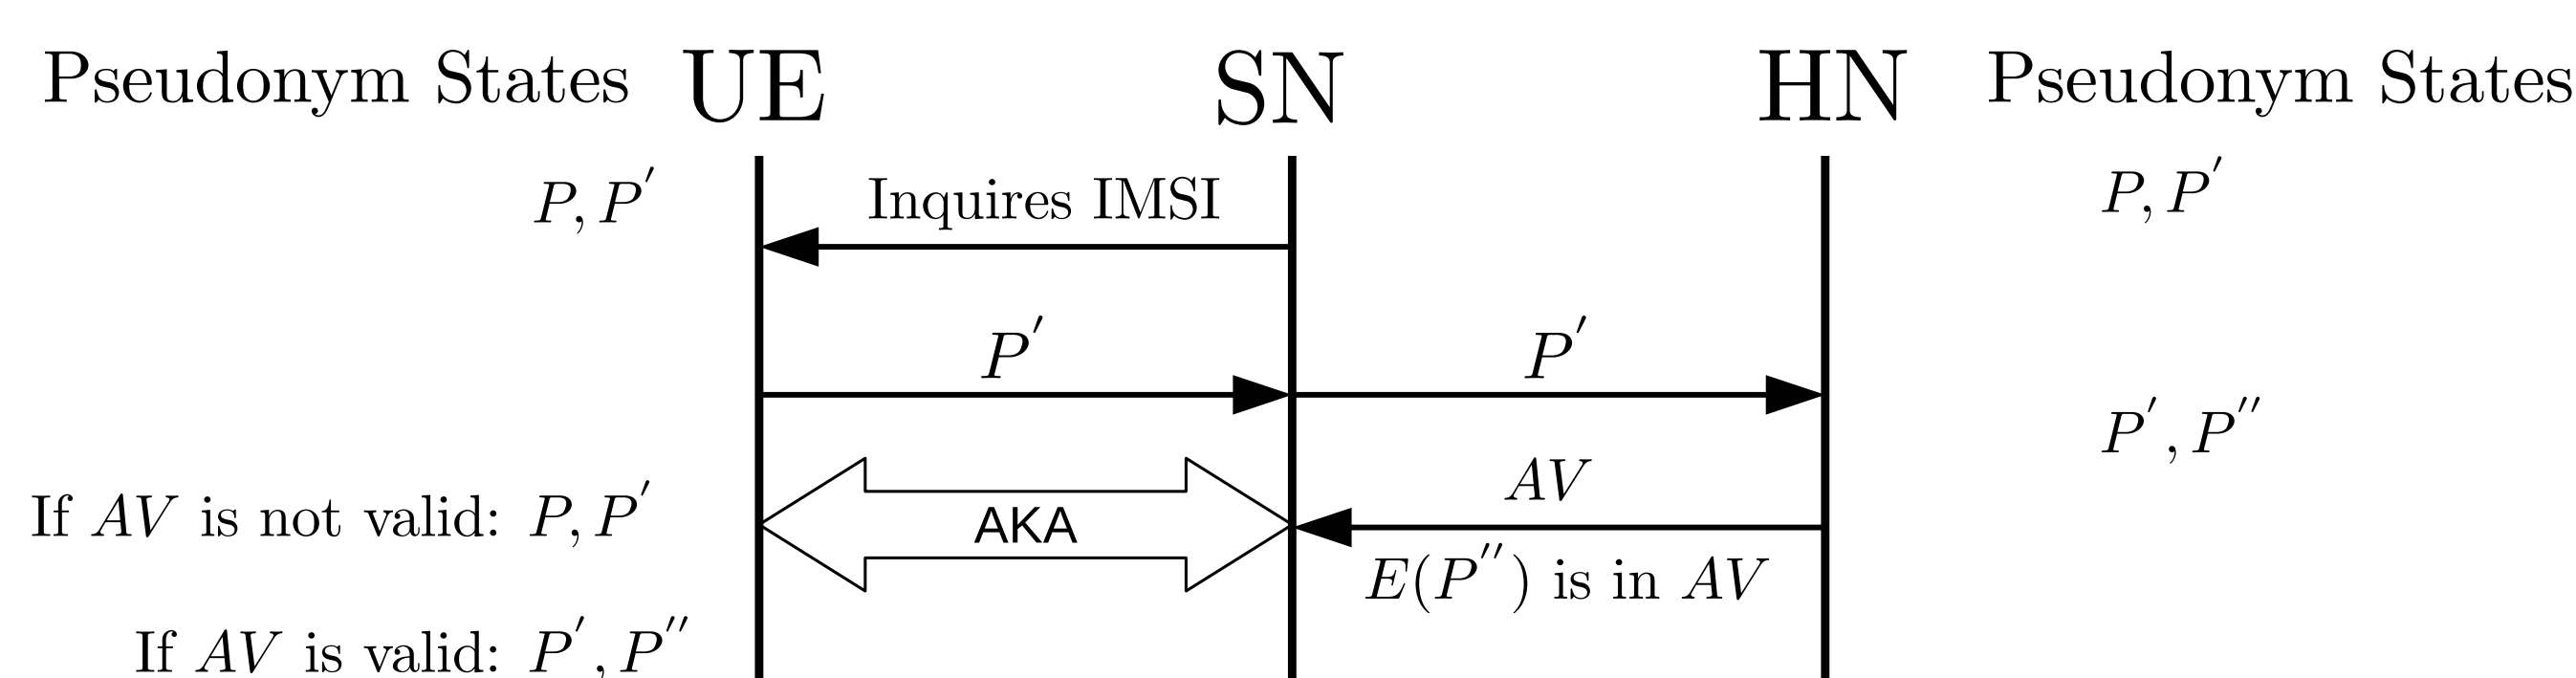 Pseudonym States UE SN HN Pseudonym States
P, P′ Inquires IMSI P, P′
P′ P′
P′, P″
If AV is not valid: P, P′ AKA AV
E(P″) is in AV
If AV is valid: P′, P″